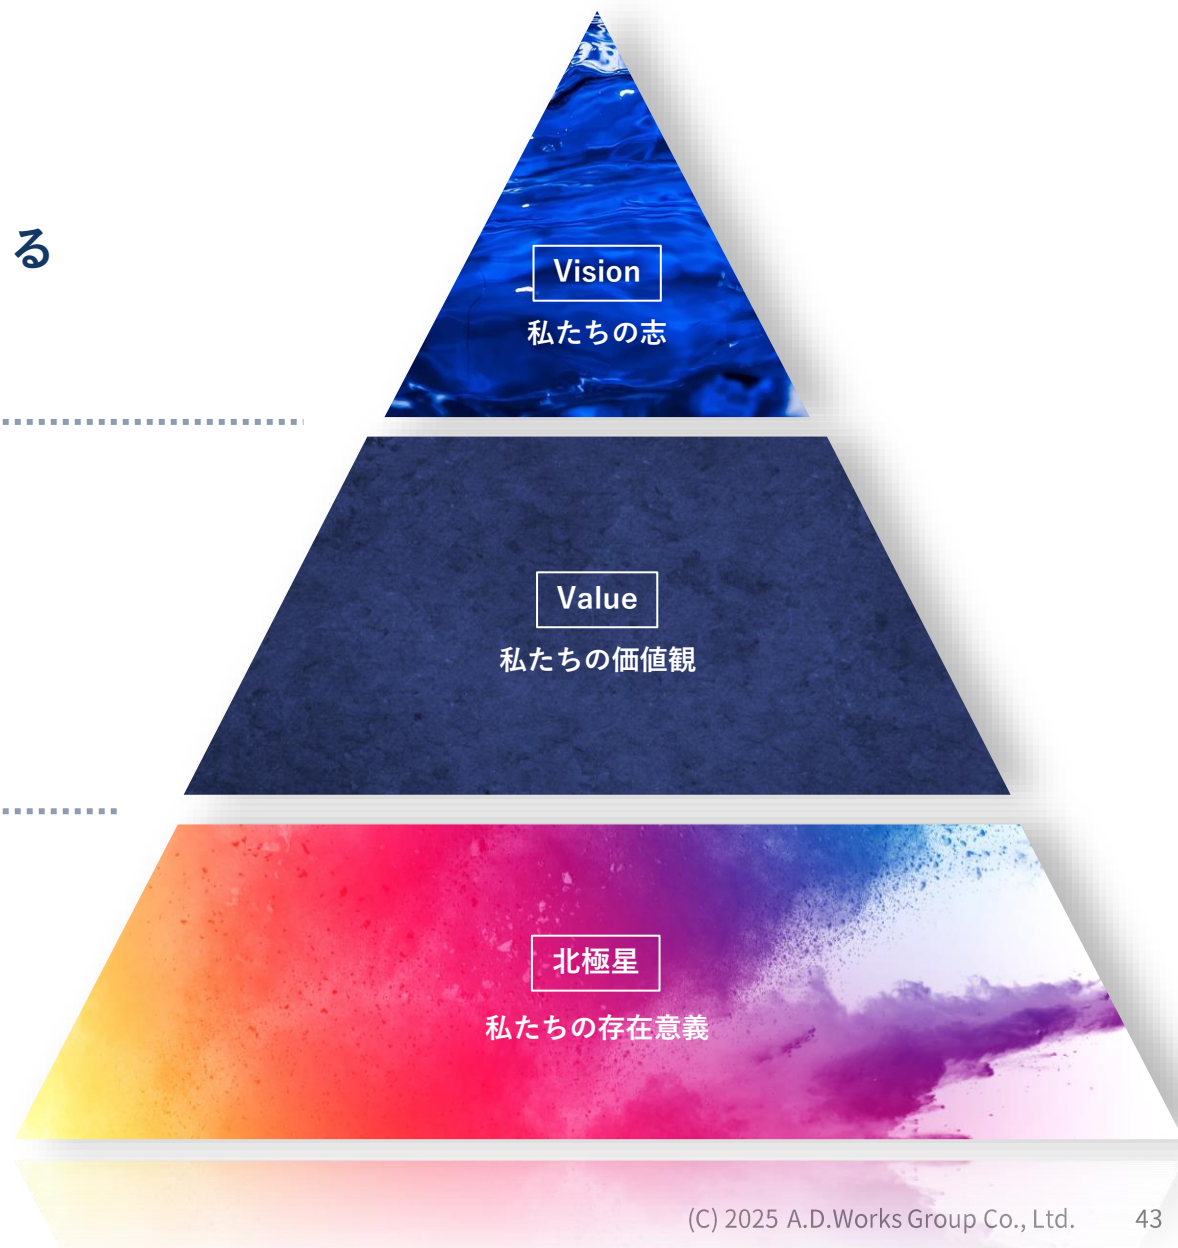 る
Vision
私たちの志
Value
私たちの価値観
北極星
私たちの存在意義
(C) 2025 A.D.Works Group Co., Ltd.
43